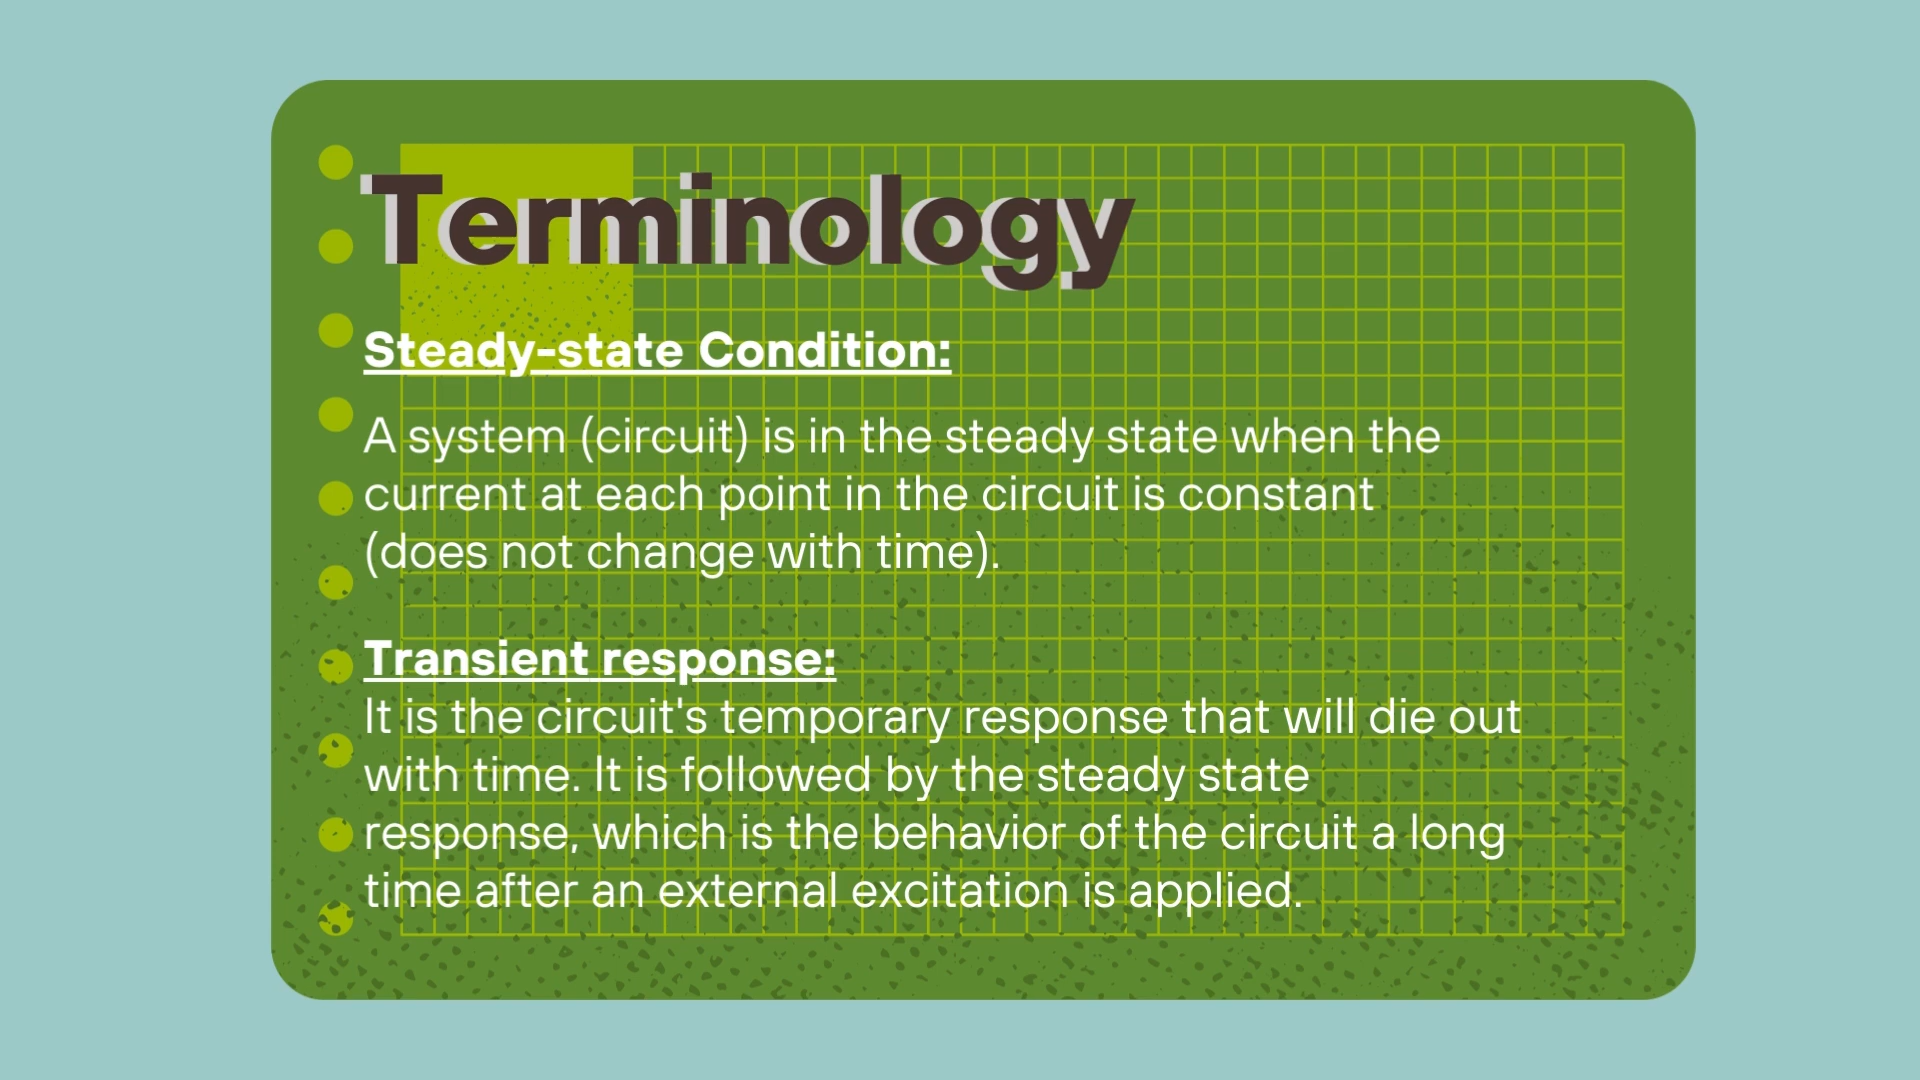 Terminology
Steady-state Condition:
A system (circuit) is in the steady state when the
current at each point in the circuit is constant
(does not change with time).
Transient response:
It is the circuit's temporary response that will die out
with time. It is followed by the steady state
response, which is the behavior of the circuit a long
time after an external excitation is applied.